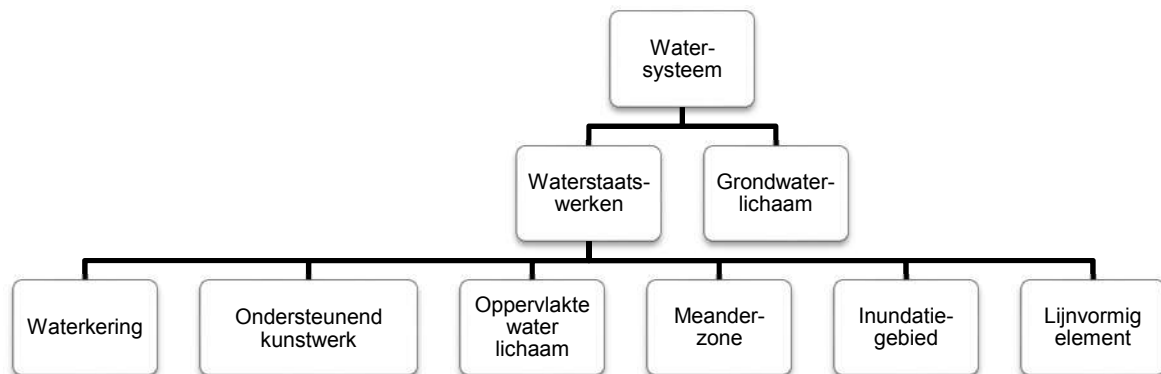 Water-
systeem
Waterstaats-
werken
Grondwater-
lichaam
Waterkering
Ondersteunend
kunstwerk
Oppervlakte
water
lichaam
Meander-
zone
Inundatie-
gebied
Lijnvormig
element